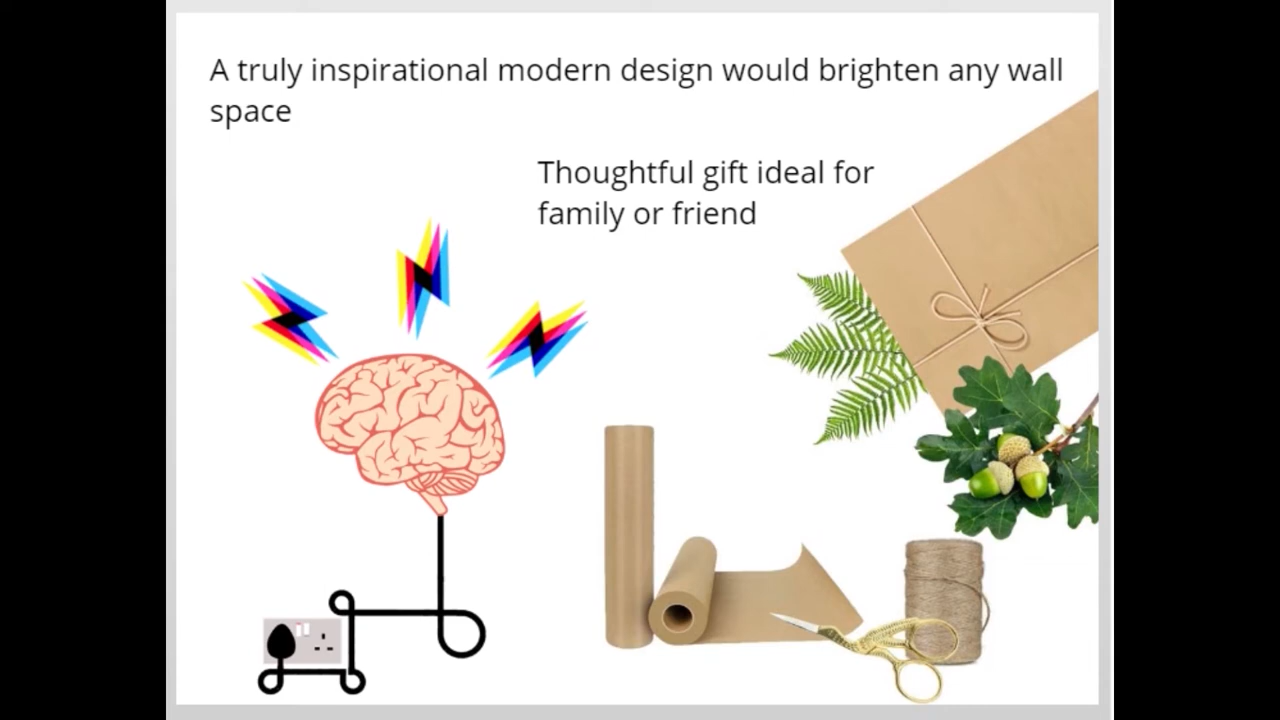 A truly inspirational modern design would brighten any wall
space
Thoughtful gift ideal for
family or friend